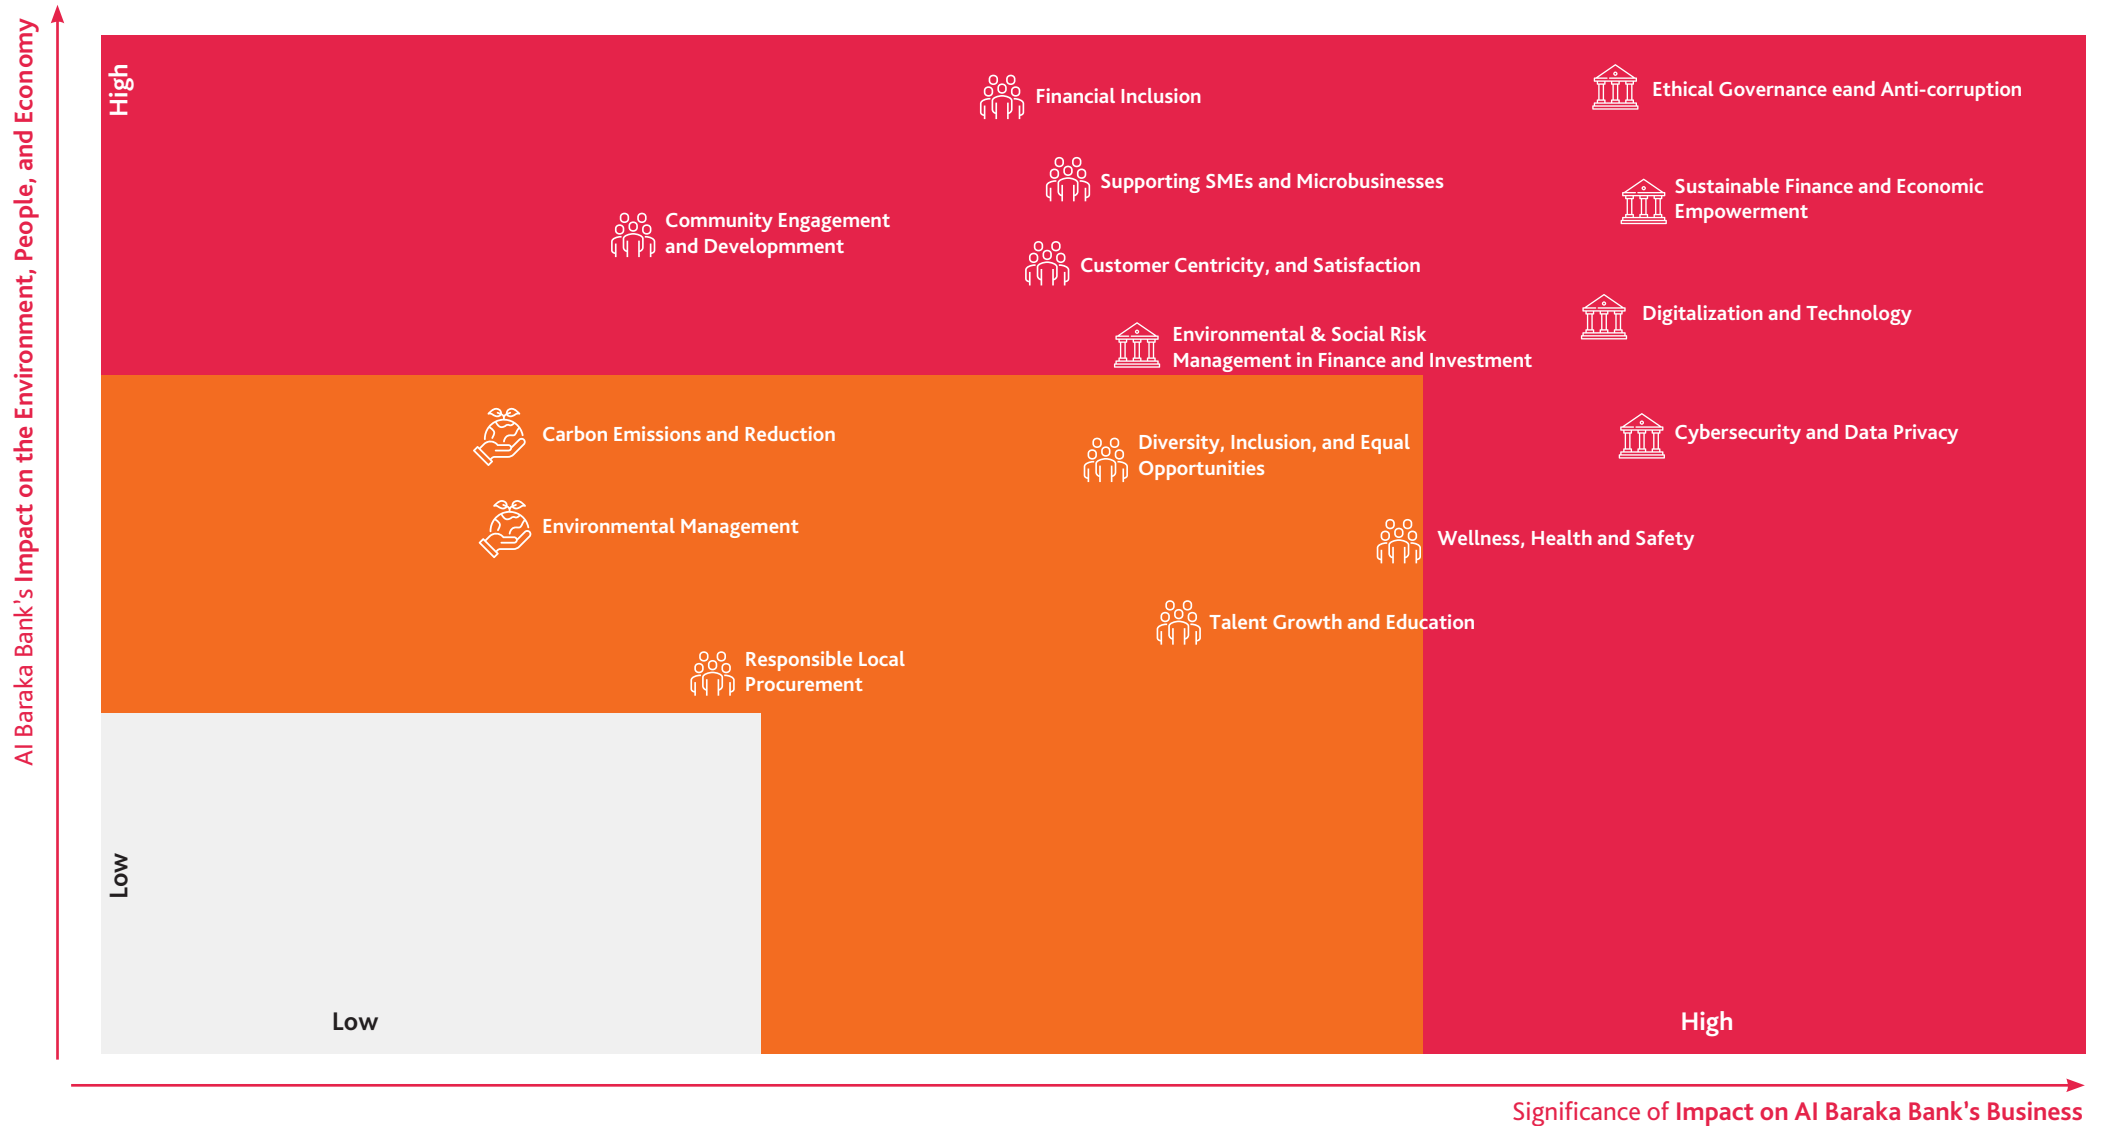 Al Baraka Bank's Impact on the Environment, People, and Economy
High
Financial Inclusion
Ethical Governance eand Anti-corruption
Supporting SMEs and Microbusinesses
Sustainable Finance and Economic
Empowerment
Community Engagement
and Developmment
Customer Centricity, and Satisfaction
Digitalization and Technology
Environmental & Social Risk
Management in Finance and Investment
Carbon Emissions and Reduction
Diversity, Inclusion, and Equal
Opportunities
Cybersecurity and Data Privacy
Environmental Management
Wellness, Health and Safety
Talent Growth and Education
Responsible Local
Procurement
Low
Low
High
Significance of Impact on Al Baraka Bank's Business